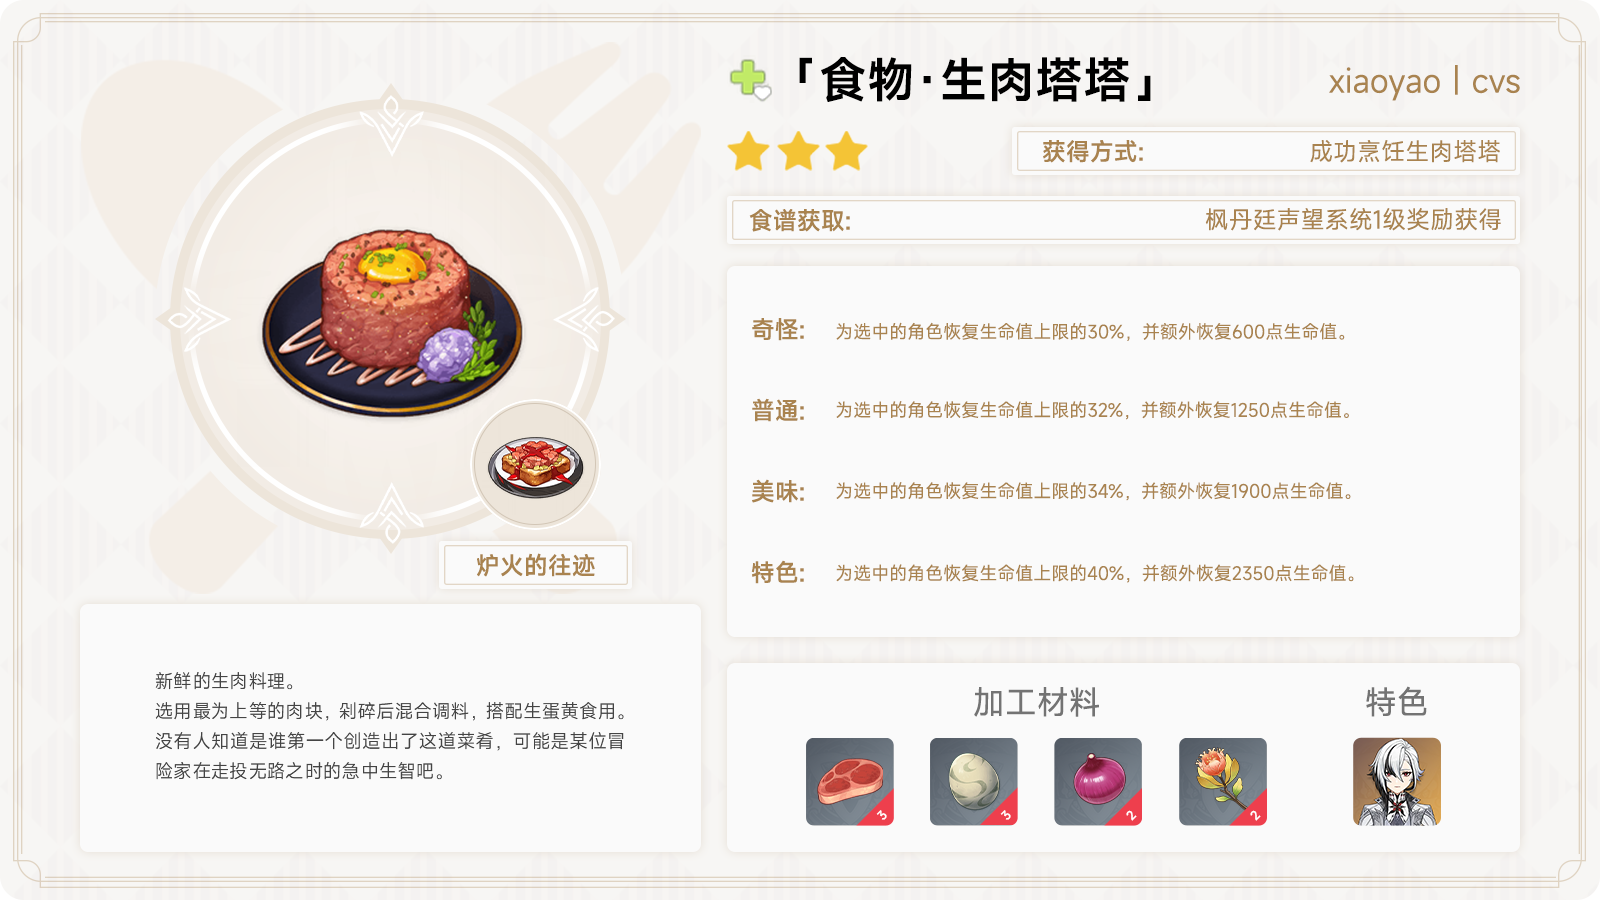 「食物·生肉塔塔」
xiaoyao | cvs
获得方式: 成功烹饪生肉塔塔
食谱获取: 枫丹廷声望系统1级奖励获得
奇怪: 为选中的角色恢复生命值上限的30%，并额外恢复600点生命值。
普通: 为选中的角色恢复生命值上限的32%，并额外恢复1250点生命值。
美味: 为选中的角色恢复生命值上限的34%，并额外恢复1900点生命值。
特色: 为选中的角色恢复生命值上限的40%，并额外恢复2350点生命值。
炉火的往迹
新鲜的生肉料理。
选用最为上等的肉块，剁碎后混合调料，搭配生蛋黄食用。
没有人知道是谁第一个创造出了这道菜肴，可能是某位冒
险家在走投无路之时的急中生智吧。
加工材料 特色
3 3 2 2